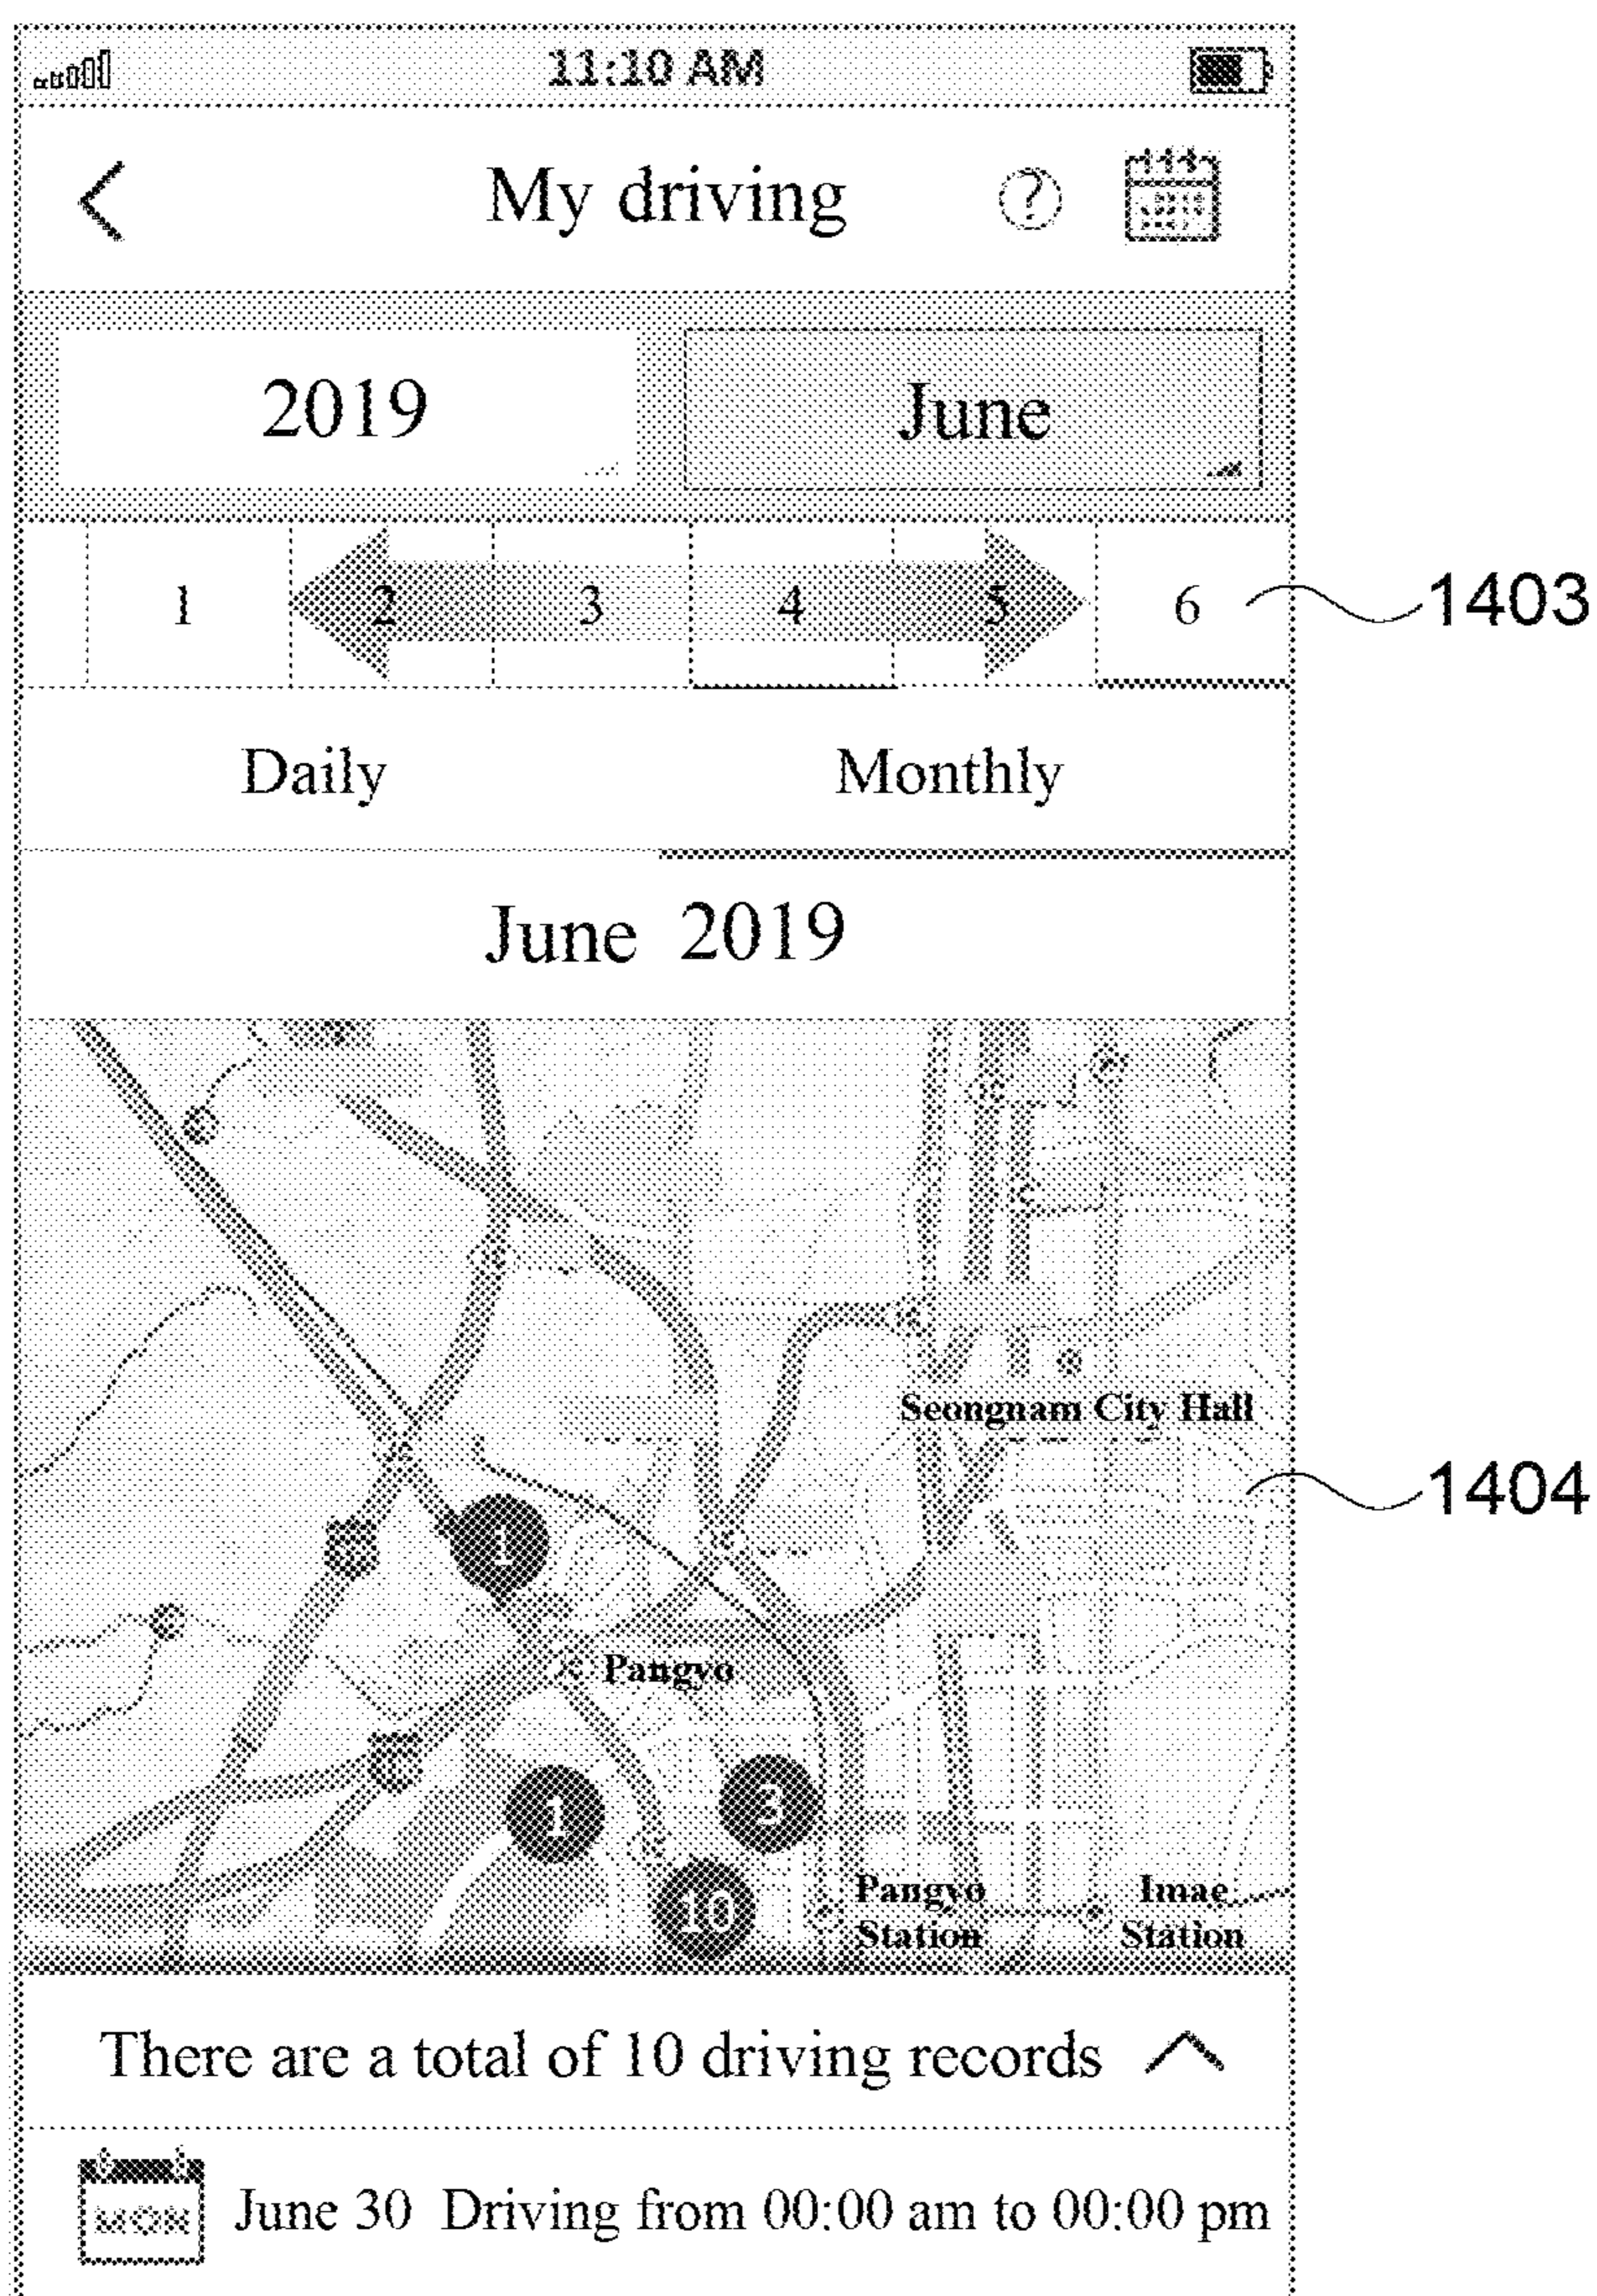 11:10 AM
My driving ?
2019 June
1 2 3 4 5 6
1403
Daily Monthly
June 2019
Seongnam City Hall
1404
1
Pangyo
1 3
10
Pangyo Station
Imae Station
There are a total of 10 driving records
MON June 30 Driving from 00:00 am to 00:00 pm